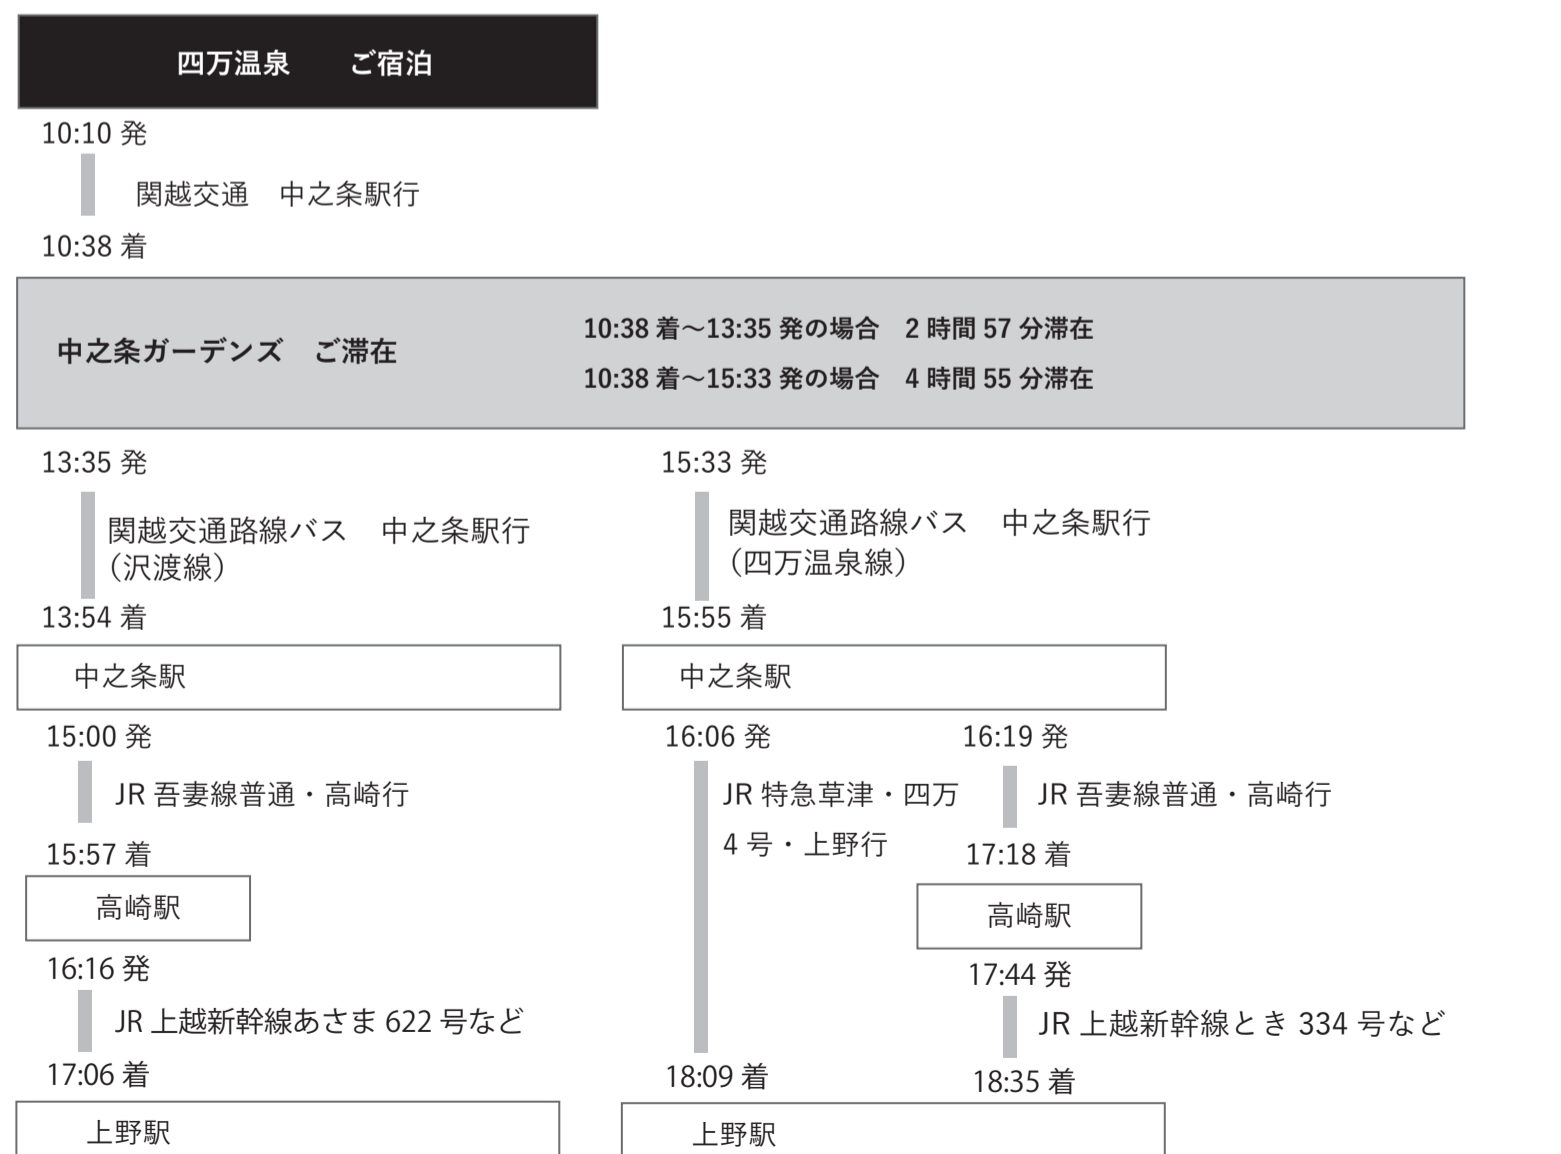 四万温泉　　ご宿泊
10:10 発
関越交通　中之条駅行
10:38 着
中之条ガーデンズ　ご滞在
10:38 着〜13:35 発の場合　2 時間 57 分滞在
10:38 着〜15:33 発の場合　4 時間 55 分滞在
13:35 発
関越交通路線バス　中之条駅行
（沢渡線）
13:54 着
中之条駅
15:00 発
JR 吾妻線普通・高崎行
15:57 着
高崎駅
16:16 発
JR 上越新幹線あさま 622 号など
17:06 着
上野駅
15:33 発
関越交通路線バス　中之条駅行
（四万温泉線）
15:55 着
中之条駅
16:06 発
JR 特急草津・四万
4 号・上野行
18:09 着
16:19 発
JR 吾妻線普通・高崎行
17:18 着
高崎駅
17:44 発
JR 上越新幹線とき 334 号など
18:35 着
上野駅